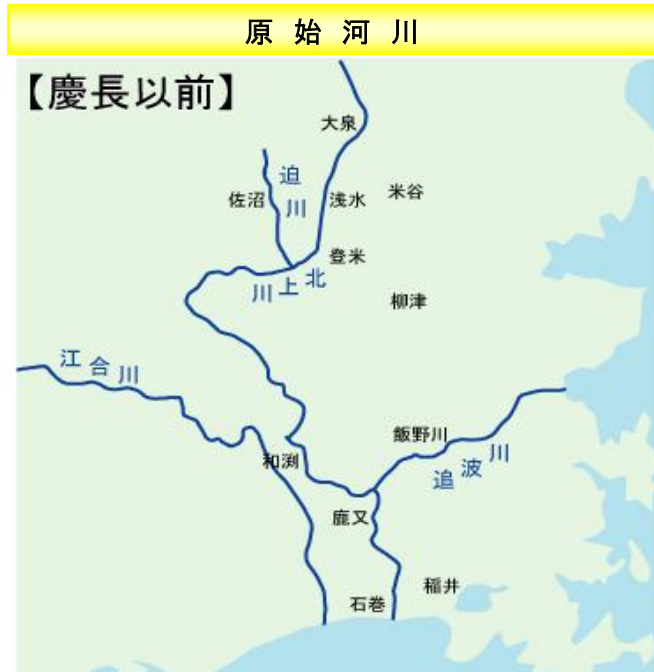 原始河川
【慶長以前】
大泉
迫川
佐沼
浅水
米谷
登米
北上川
柳津
江合川
飯野川
追波川
和渕
鹿又
稲井
石巻